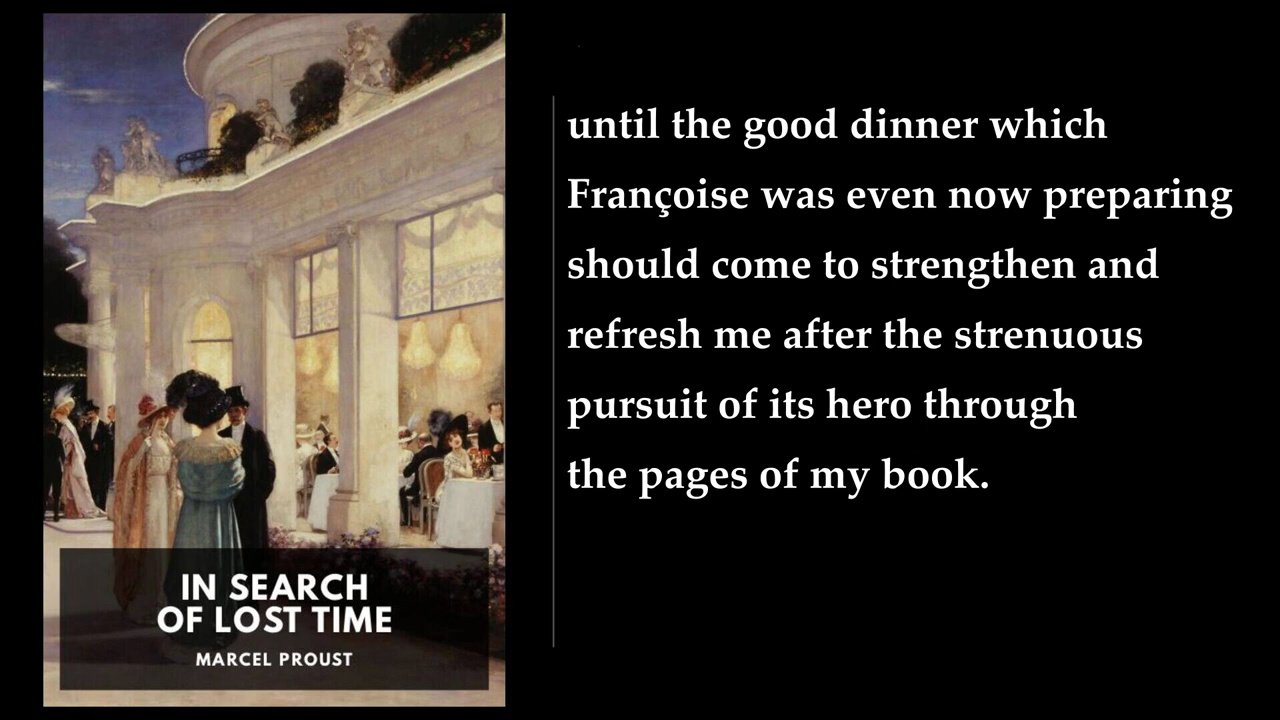 until the good dinner which
Françoise was even now preparing
should come to strengthen and
refresh me after the strenuous
pursuit of its hero through
the pages of my book.
IN SEARCH
OF LOST TIME
MARCEL PROUST